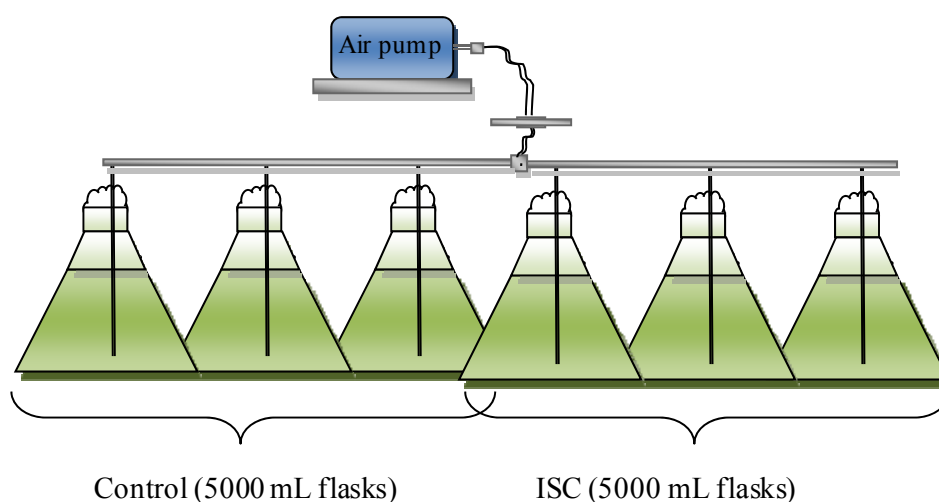 Air pump
Control (5000 mL flasks)
ISC (5000 mL flasks)